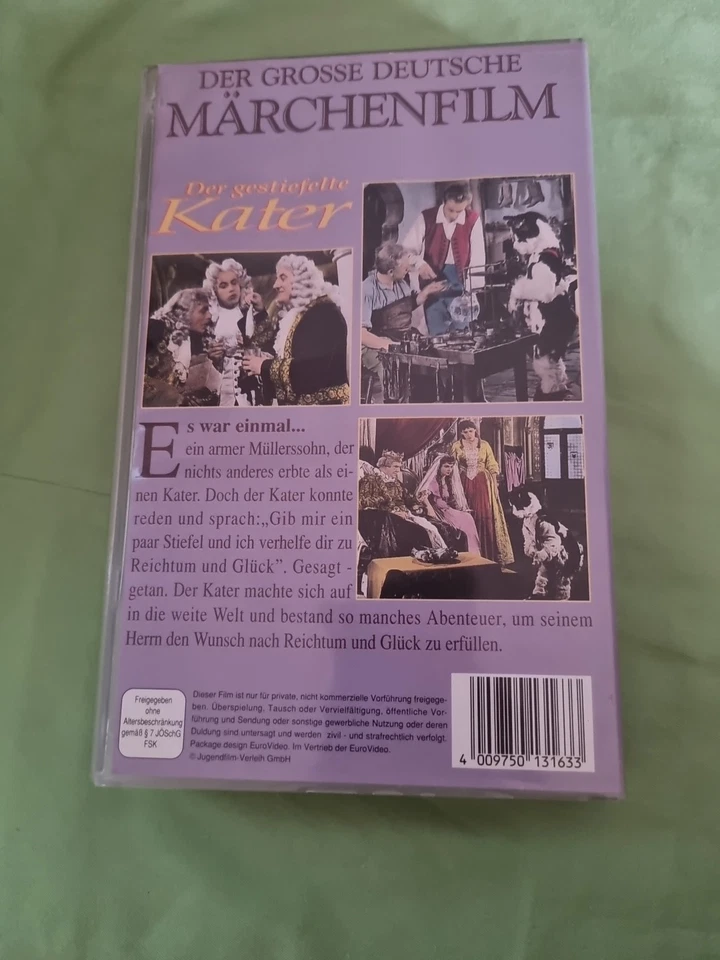 DER GROSSE DEUTSCHE
MÄRCHENFILM
Der gestiefelte
Kater
Es war einmal...
ein armer Müllerssohn, der
nichts anderes erbte als ei-
nen Kater. Doch der Kater konnte
reden und sprach:„Gib mir ein
paar Stiefel und ich verhelfe dir zu
Reichtum und Glück”. Gesagt -
getan. Der Kater machte sich auf
in die weite Welt und bestand so manches Abenteuer, um seinem
Herrn den Wunsch nach Reichtum und Glück zu erfüllen.
Freigegeben
ohne
Altersbeschränkung
gemäß § 7 JÖSchG
FSK
Dieser Film ist nur für private, nicht kommerzielle Vorführung freigege-
ben. Überspielung, Tausch oder Vervielfältigung, öffentliche Vor-
führung und Sendung oder sonstige gewerbliche Nutzung oder deren
Duldung sind untersagt und werden zivil - und strafrechtlich verfolgt.
Package design EuroVideo. Im Vertrieb der EuroVideo.
© Jugendfilm-Verleih GmbH
4 009750 131633